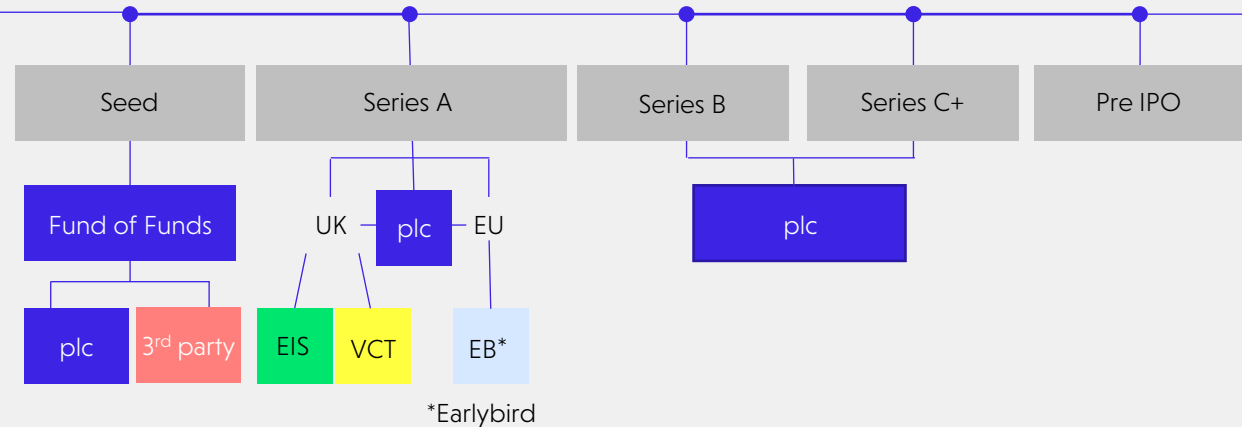 Seed
Series A
Series B
Series C+
Pre IPO
Fund of Funds
UK
plc
EU
plc
plc
3rd party
EIS
VCT
EB*
*Earlybird